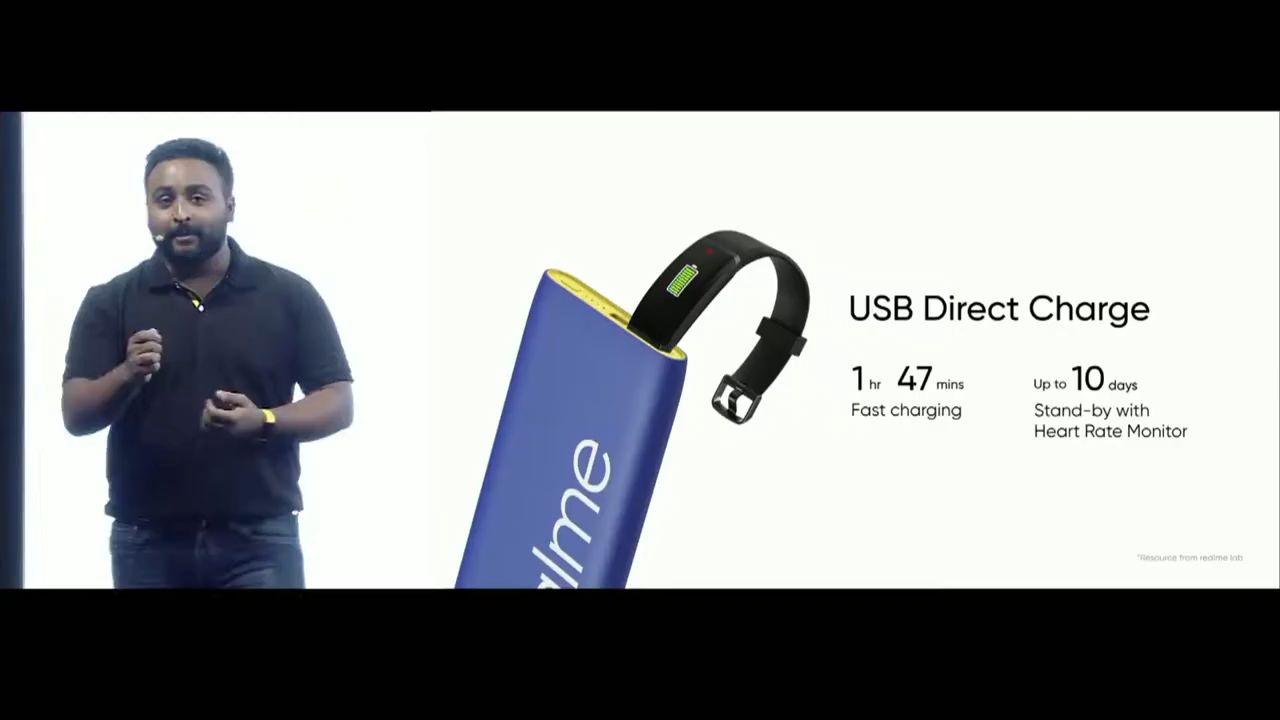 USB Direct Charge
1 hr 47 mins
Fast charging
Up to 10 days
Stand-by with
Heart Rate Monitor
alme
*Resource from realme lab